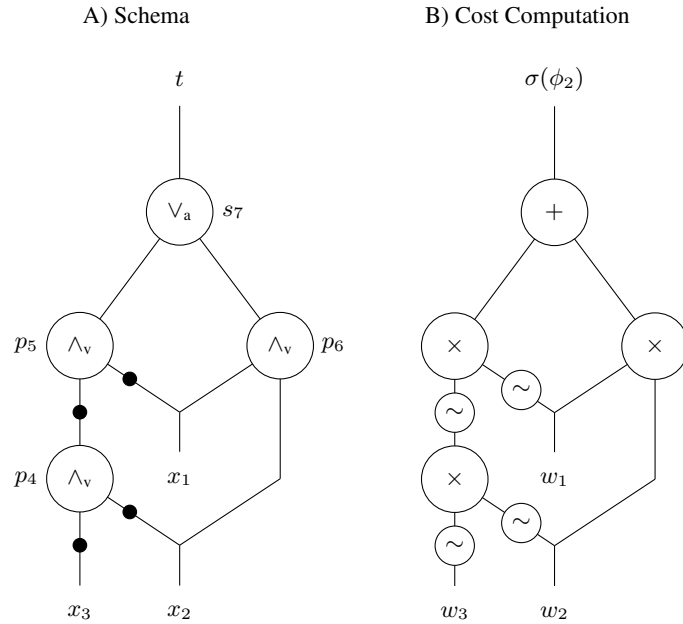 A) Schema B) Cost Computation
t σ(ϕ₂)
∨ₐ s₇ +
p₅ ∧ᵥ ∧ᵥ p₆ × ×
∼
∼
p₄ ∧ᵥ x₁ × w₁
∼
∼
x₃ x₂ w₃ w₂